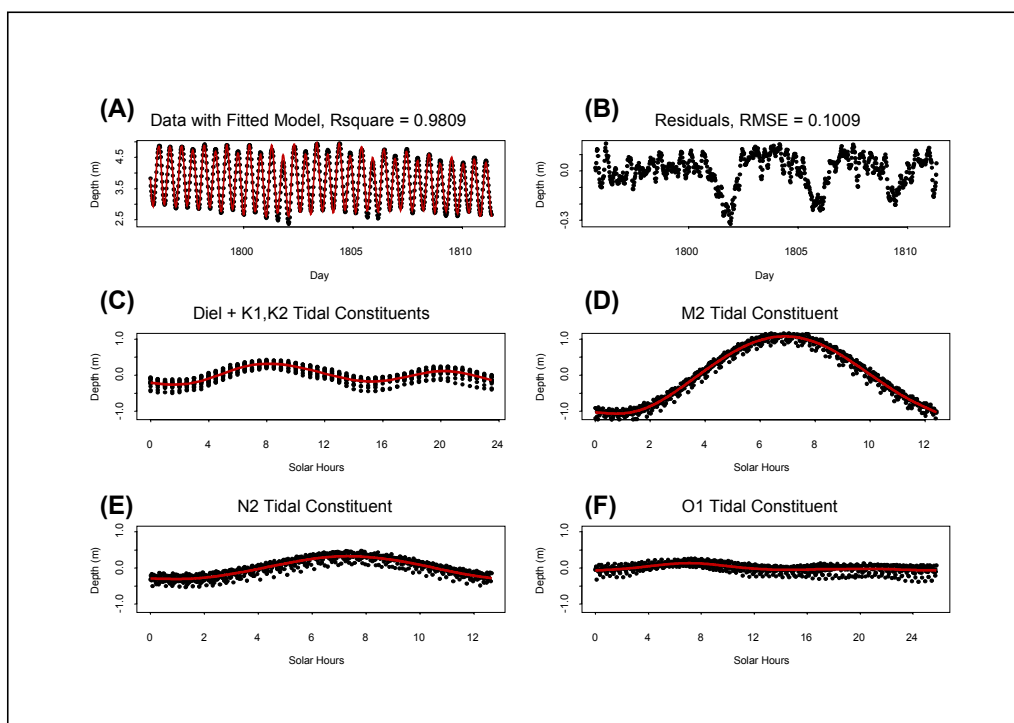 (A)
Data with Fitted Model, Rsquare = 0.9809
Depth (m)
4.5
3.5
2.5
1800 1805 1810
Day
(B)
Residuals, RMSE = 0.1009
Depth (m)
0.0
-0.3
1800 1805 1810
Day
(C)
Diel + K1,K2 Tidal Constituents
Depth (m)
1.0
0.0
-1.0
0 4 8 12 16 20 24
Solar Hours
(D)
M2 Tidal Constituent
Depth (m)
1.0
0.0
-1.0
0 2 4 6 8 10 12
Solar Hours
(E)
N2 Tidal Constituent
Depth (m)
1.0
0.0
-1.0
0 2 4 6 8 10 12
Solar Hours
(F)
O1 Tidal Constituent
Depth (m)
1.0
0.0
-1.0
0 4 8 12 16 20 24
Solar Hours